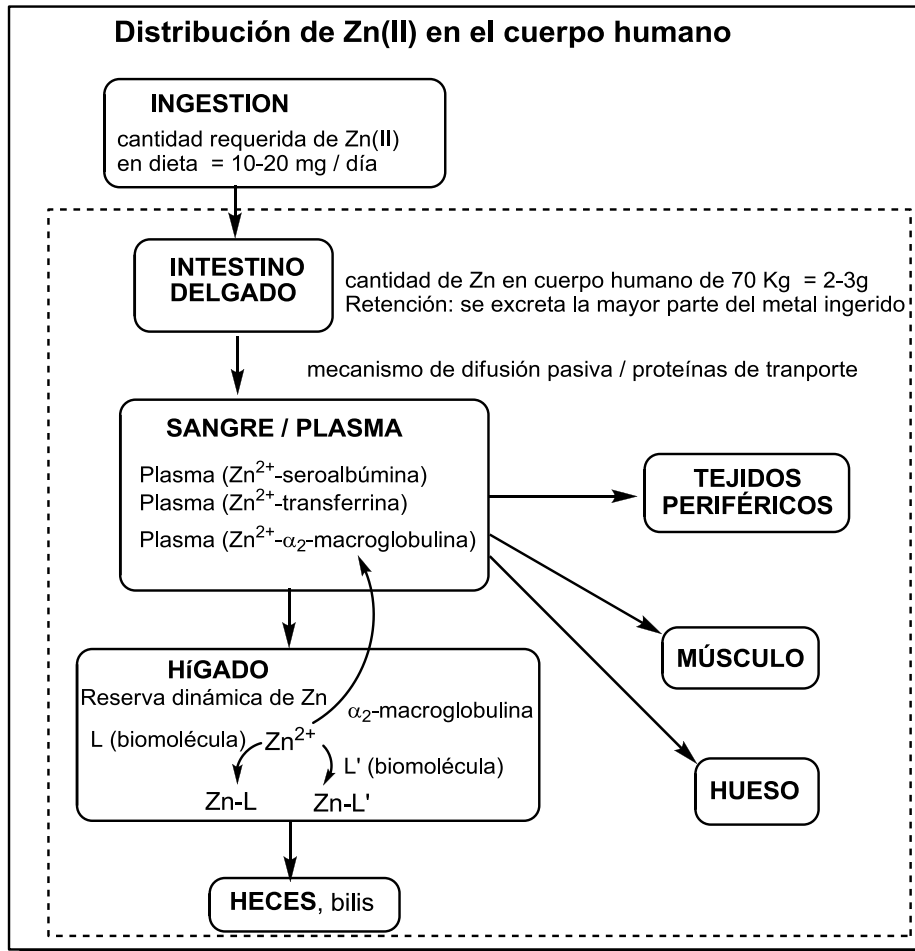 Distribución de Zn(II) en el cuerpo humano
INGESTION
cantidad requerida de Zn(II)
en dieta = 10-20 mg / día
INTESTINO
DELGADO
cantidad de Zn en cuerpo humano de 70 Kg = 2-3g
Retención: se excreta la mayor parte del metal ingerido
mecanismo de difusión pasiva / proteínas de tranporte
SANGRE / PLASMA
Plasma (Zn²⁺-seroalbúmina)
Plasma (Zn²⁺-transferrina)
Plasma (Zn²⁺-α₂-macroglobulina)
TEJIDOS
PERIFÉRICOS
MÚSCULO
HUESO
HíGADO
Reserva dinámica de Zn
α₂-macroglobulina
L (biomolécula)
Zn²⁺
L' (biomolécula)
Zn-L
Zn-L'
HECES, bilis